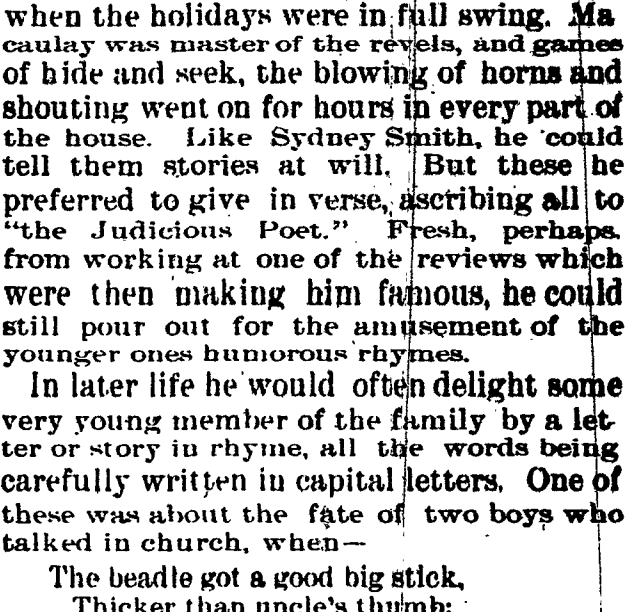 when the holidays were in full swing. Ma
caulay was master of the revels, and games
of hide and seek, the blowing of horns and
shouting went on for hours in every part of
the house. Like Sydney Smith, he could
tell them stories at will. But these he
preferred to give in verse, ascribing all to
“the Judicious Poet.” Fresh, perhaps,
from working at one of the reviews which
were then making him famous, he could
still pour out for the amusement of the
younger ones humorous rhymes.
In later life he would often delight some
very young member of the family by a let-
ter or story in rhyme, all the words being
carefully written in capital letters. One of
these was about the fate of two boys who
talked in church, when—
The beadle got a good big stick,
Thicker than uncle's thumb: